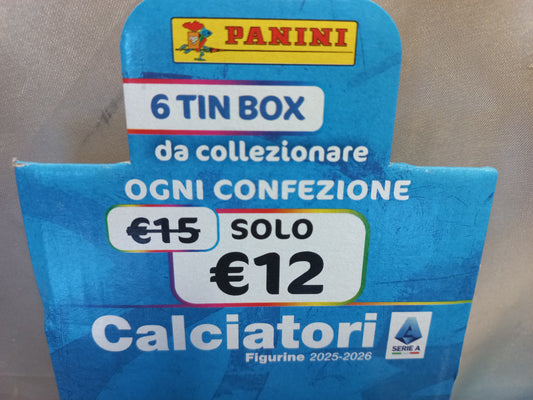 PANINI
6 TIN BOX
da collezionare
OGNI CONFEZIONE
€15 SOLO
€12
Calciatori
Figurine 2025-2026
SERIE A